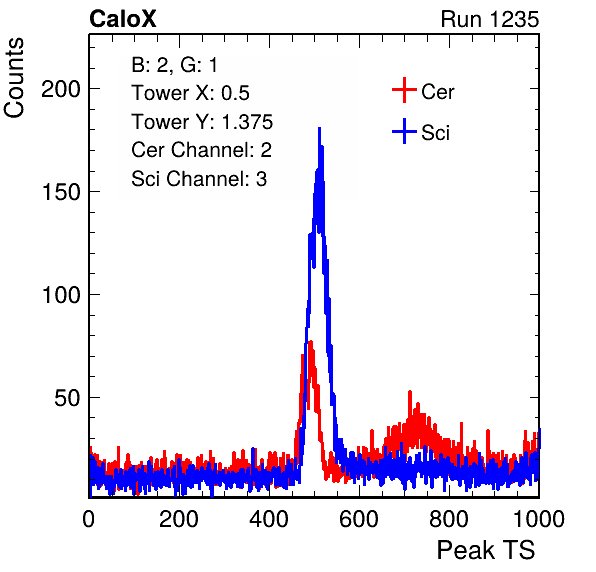 CaloX
Run 1235
Counts
B: 2, G: 1
Tower X: 0.5
Tower Y: 1.375
Cer Channel: 2
Sci Channel: 3
Cer
Sci
200
150
100
50
0 200 400 600 800 1000
Peak TS